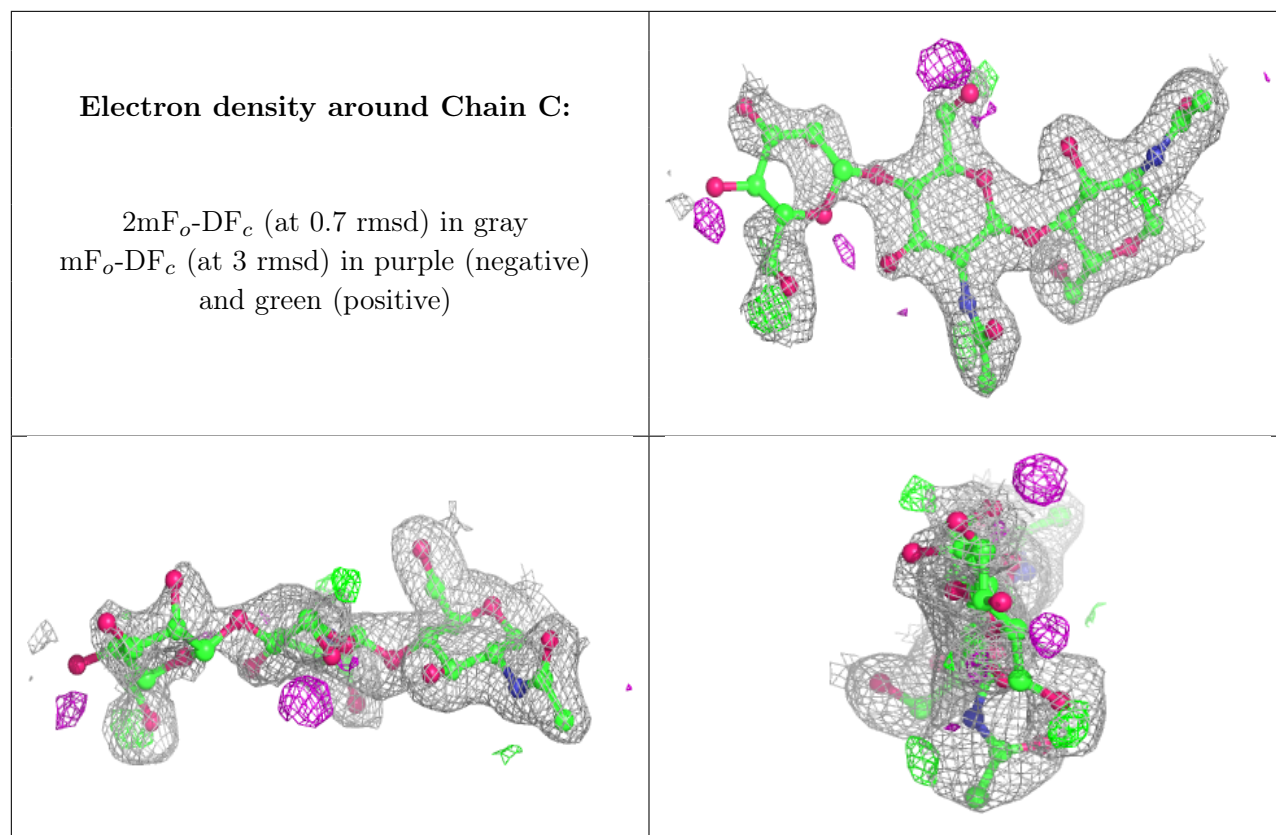 Electron density around Chain C:
2mFₒ-DF𝒸 (at 0.7 rmsd) in gray
mFₒ-DF𝒸 (at 3 rmsd) in purple (negative)
and green (positive)